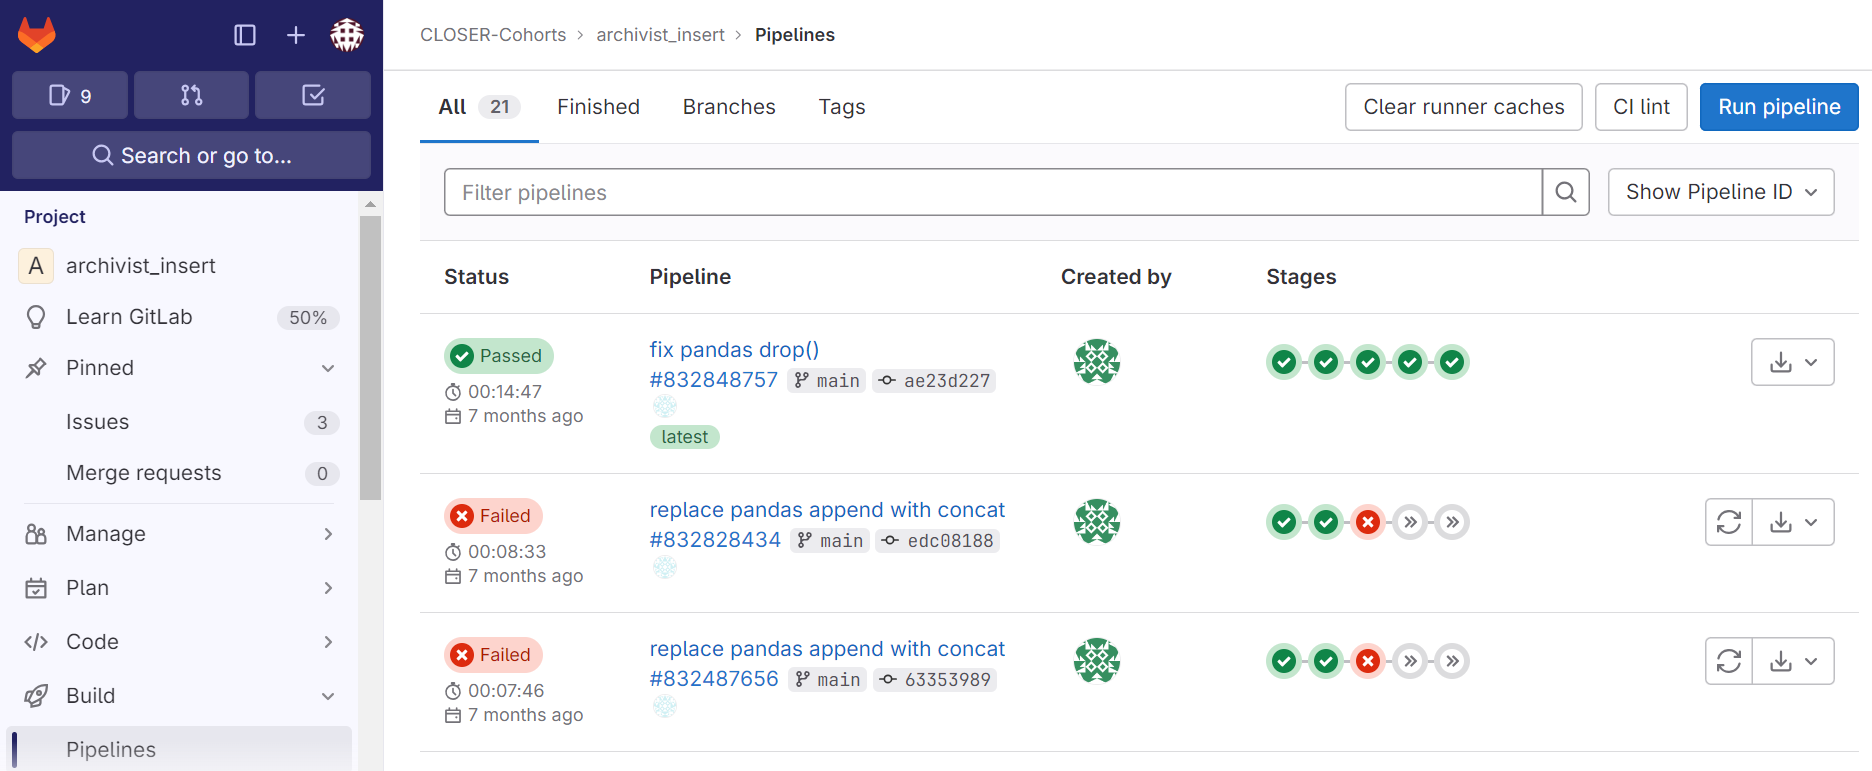 CLOSER-Cohorts › archivist_insert › Pipelines
9
Search or go to...
Project
A archivist_insert
Learn GitLab 50%
Pinned
Issues 3
Merge requests 0
Manage
Plan
Code
Build
Pipelines
All 21 Finished Branches Tags
Clear runner caches CI lint Run pipeline
Filter pipelines Show Pipeline ID
Status Pipeline Created by Stages
Passed
00:14:47
7 months ago
fix pandas drop()
#832848757 main ae23d227
latest
Failed
00:08:33
7 months ago
replace pandas append with concat
#832828434 main edc08188
Failed
00:07:46
7 months ago
replace pandas append with concat
#832487656 main 63353989